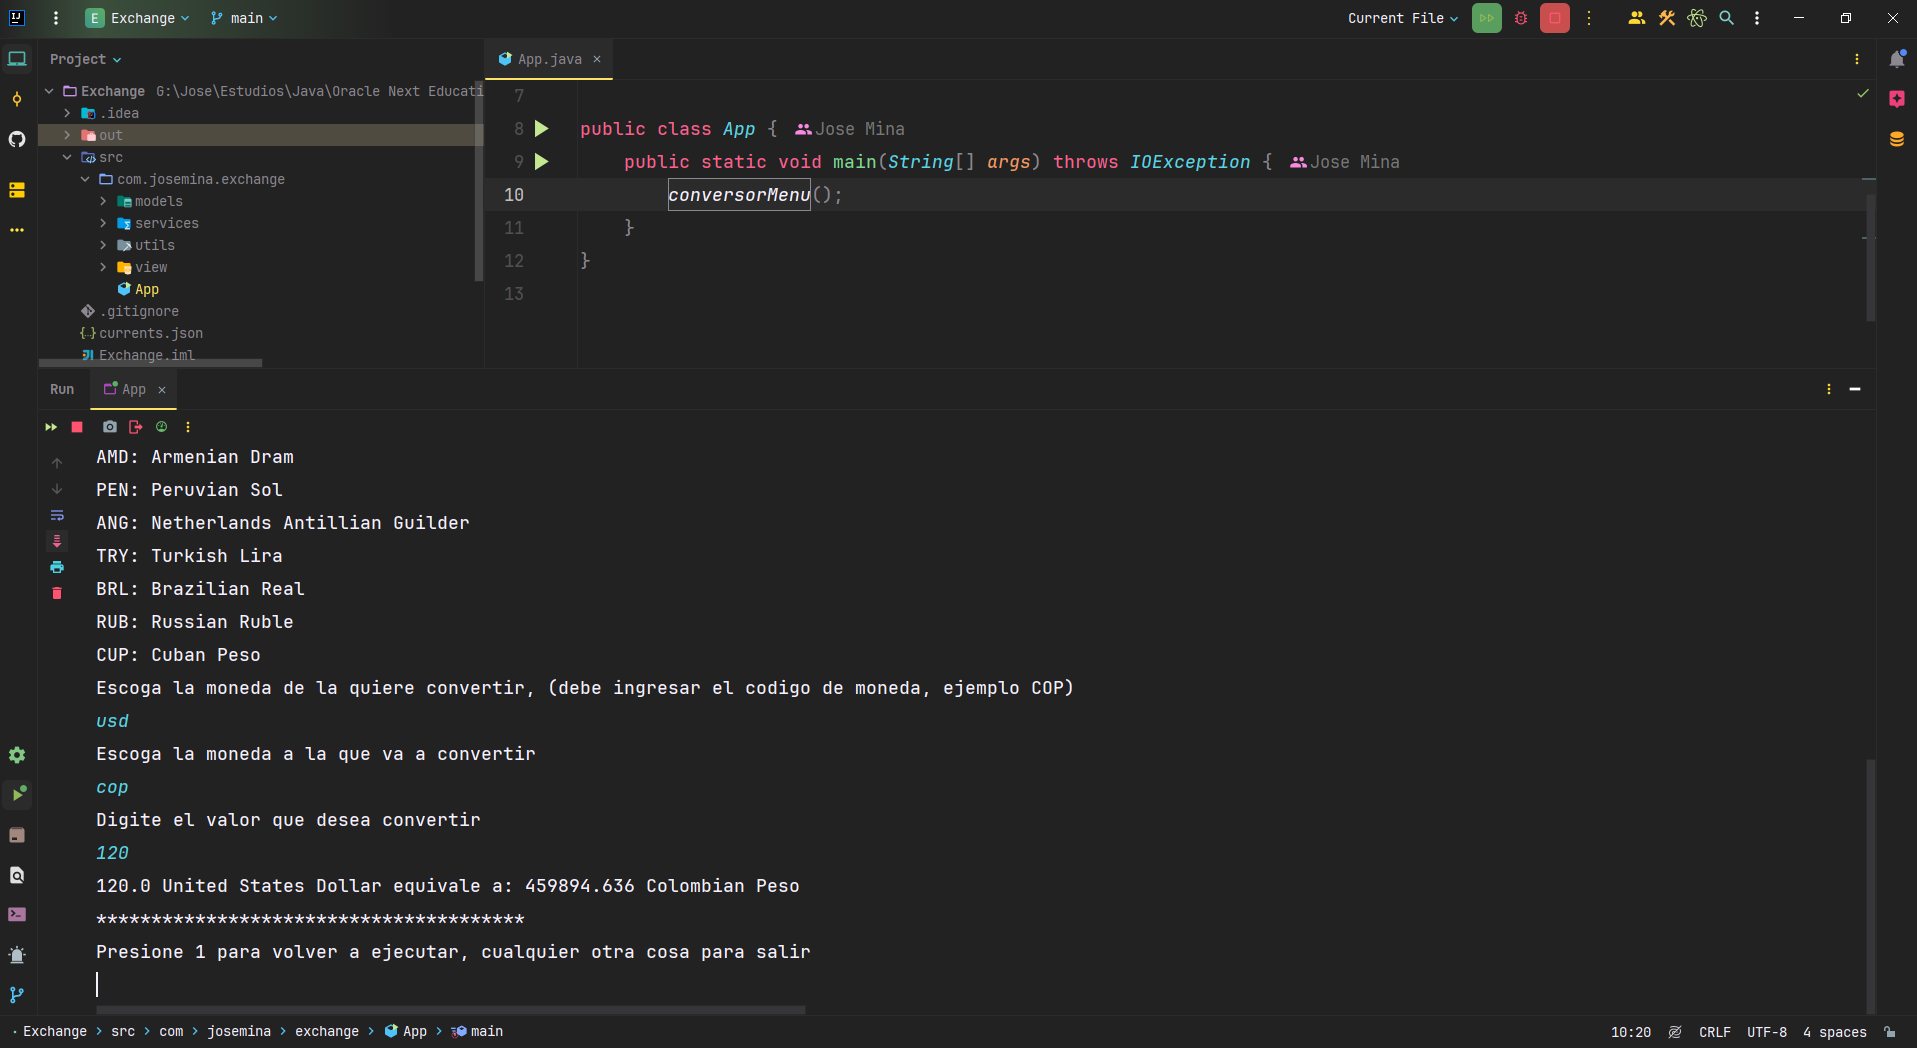 E Exchange main Current File
Project
App.java
Exchange G:\Jose\Estudios\Java\Oracle Next Educati
.idea
out
src
com.josemina.exchange
models
services
utils
view
App
.gitignore
currents.json
Exchange.iml
7
8 public class App { Jose Mina
9 public static void main(String[] args) throws IOException { Jose Mina
10 conversorMenu();
11 }
12 }
13
Run App
AMD: Armenian Dram
PEN: Peruvian Sol
ANG: Netherlands Antillian Guilder
TRY: Turkish Lira
BRL: Brazilian Real
RUB: Russian Ruble
CUP: Cuban Peso
Escoga la moneda de la quiere convertir, (debe ingresar el codigo de moneda, ejemplo COP)
usd
Escoga la moneda a la que va a convertir
cop
Digite el valor que desea convertir
120
120.0 United States Dollar equivale a: 459894.636 Colombian Peso
***************************************
Presione 1 para volver a ejecutar, cualquier otra cosa para salir
Exchange > src > com > josemina > exchange > App > main 10:20 CRLF UTF-8 4 spaces